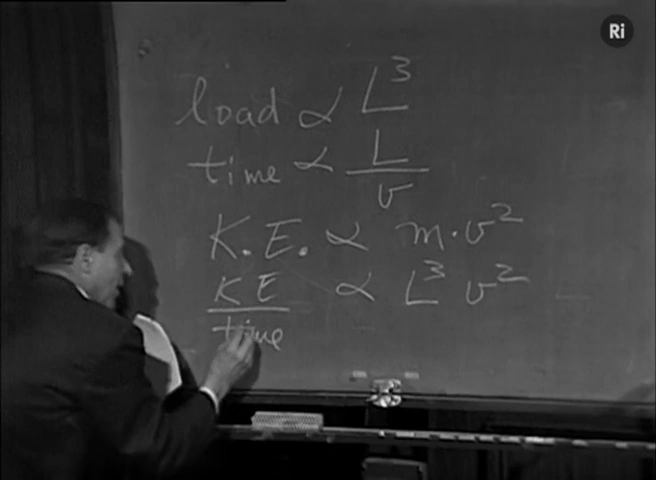 Ri
load ∝ L³
time ∝ L/v
K.E. ∝ m·v²
KE/time ∝ L³ v²